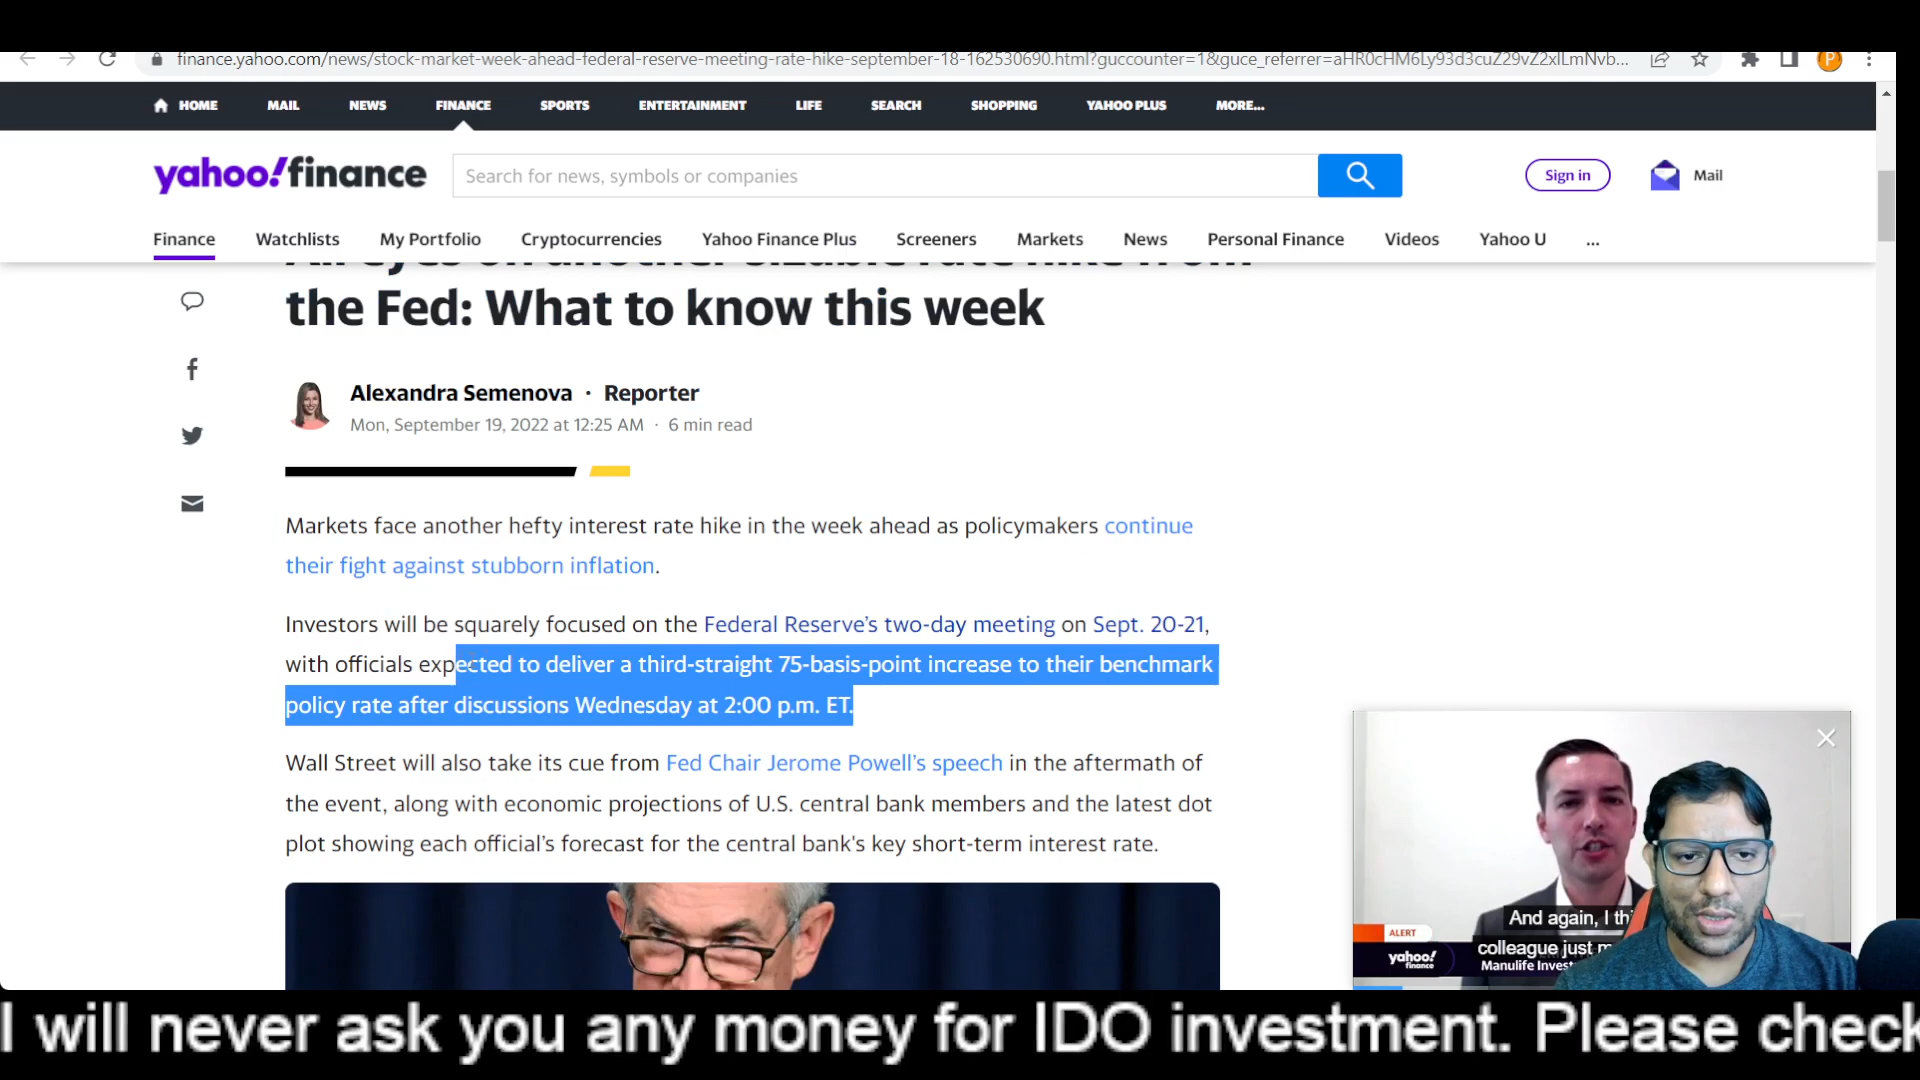 finance.yahoo.com/news/stock-market-week-ahead-federal-reserve-meeting-rate-hike-september-18-162530690.html?guccounter=1&guce_referrer=aHR0cHM6Ly93d3cuZ29vZ2xlLmNvb...
HOME MAIL NEWS FINANCE SPORTS ENTERTAINMENT LIFE SEARCH SHOPPING YAHOO PLUS MORE...
yahoo!finance Search for news, symbols or companies Sign in Mail
Finance Watchlists My Portfolio Cryptocurrencies Yahoo Finance Plus Screeners Markets News Personal Finance Videos Yahoo U ...
All eyes on another sizable rate hike from
the Fed: What to know this week
Alexandra Semenova · Reporter
Mon, September 19, 2022 at 12:25 AM · 6 min read
Markets face another hefty interest rate hike in the week ahead as policymakers continue
their fight against stubborn inflation.
Investors will be squarely focused on the Federal Reserve's two-day meeting on Sept. 20-21,
with officials expected to deliver a third-straight 75-basis-point increase to their benchmark
policy rate after discussions Wednesday at 2:00 p.m. ET.
Wall Street will also take its cue from Fed Chair Jerome Powell's speech in the aftermath of
the event, along with economic projections of U.S. central bank members and the latest dot
plot showing each official's forecast for the central bank's key short-term interest rate.
And again, I thi
ALERT
colleague just m
yahoo!
finance
Manulife Invest
I will never ask you any money for IDO investment. Please check
P